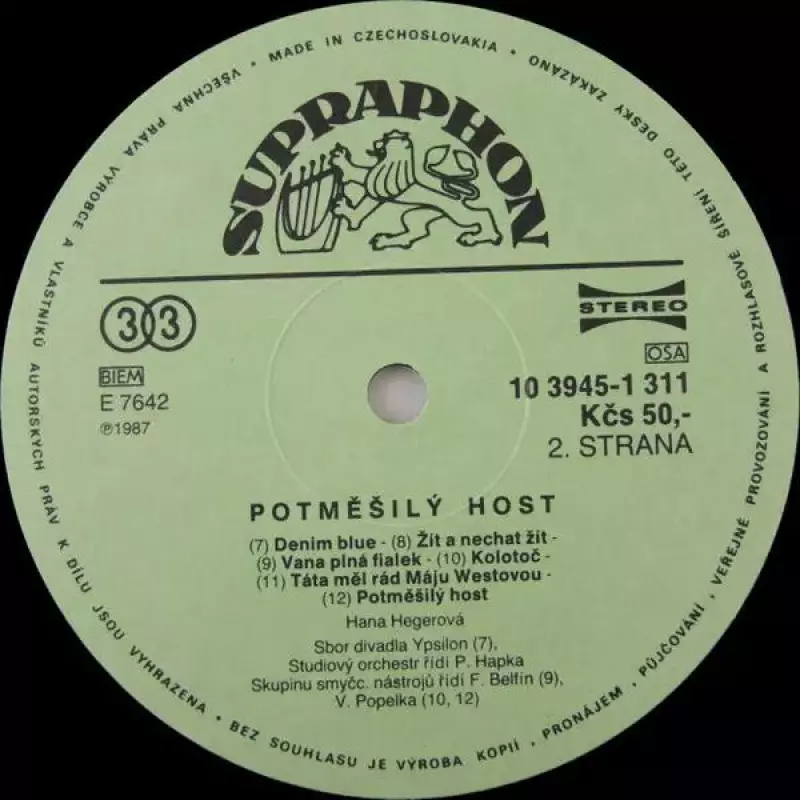 • MADE IN CZECHOSLOVAKIA •
SUPRAPHON
33
STEREO
BIEM
OSA
E 7642
10 3945-1 311
℗1987
Kčs 50,-
2. STRANA
POTMĚŠILÝ HOST
(7) Denim blue - (8) Žít a nechat žít -
(9) Vana plná fialek - (10) Kolotoč -
(11) Táta měl rád Máju Westovou -
(12) Potměšilý host
Hana Hegerová
Sbor divadla Ypsilon (7),
Studiový orchestr řídí P. Hapka
Skupinu smyčc. nástrojů řídí F. Belfín (9),
V. Popelka (10, 12)
VŠECHNA PRÁVA VÝROBCE A VLASTNÍKŮ AUTORSKÝCH PRÁV K DÍLU JSOU VYHRAZENA • BEZ SOUHLASU JE VÝROBA KOPIÍ, PRONÁJEM, PŮJČOVÁNÍ, VEŘEJNÉ PROVOZOVÁNÍ A ROZHLASOVÉ ŠÍŘENÍ TÉTO DESKY ZAKÁZÁNO